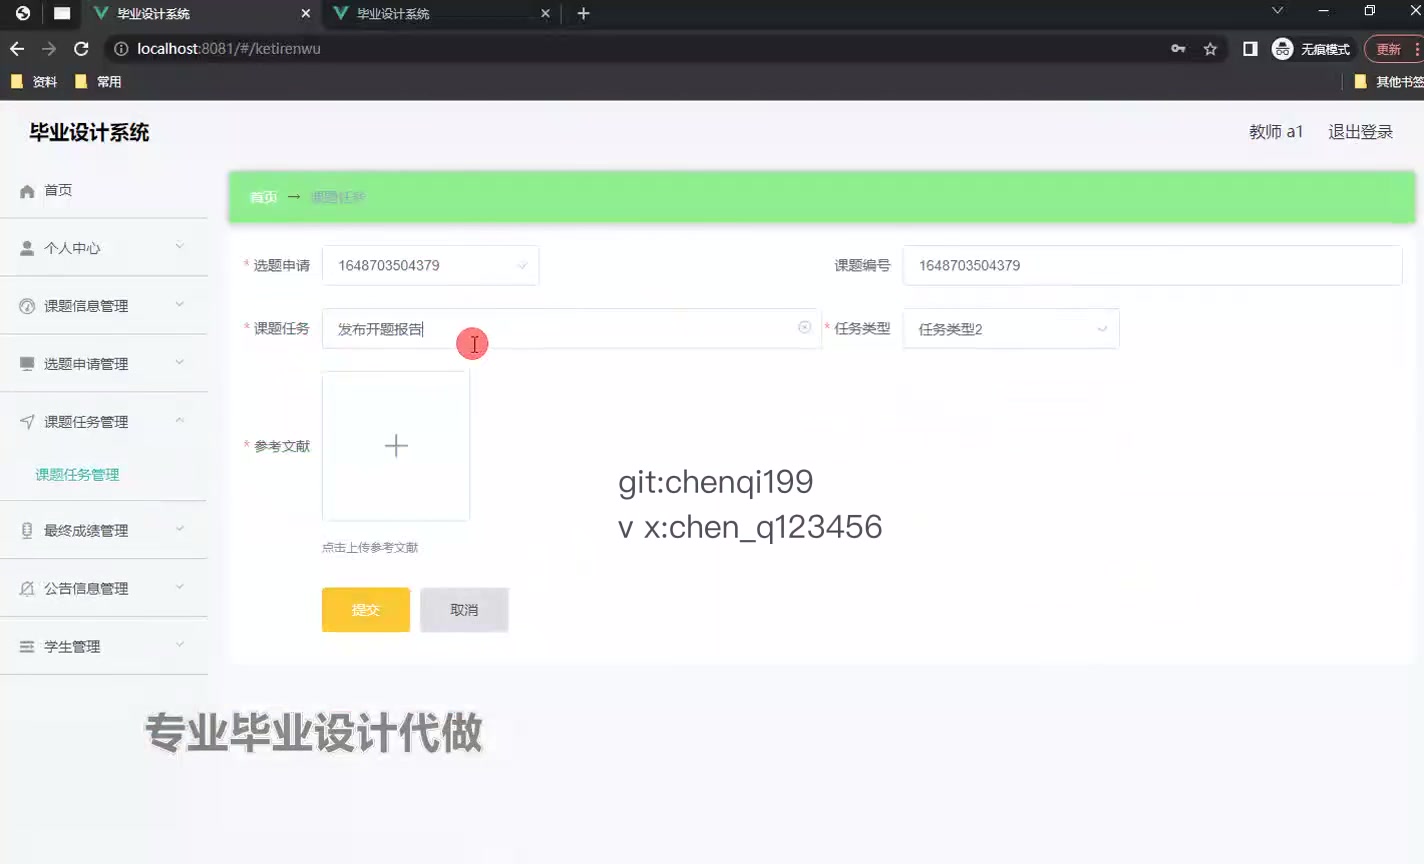 毕业设计系统
毕业设计系统
localhost:8081/#/ketirenwu
无痕模式
更新
资料
常用
其他书签
毕业设计系统
教师 a1
退出登录
首页
个人中心
课题信息管理
选题申请管理
课题任务管理
课题任务管理
最终成绩管理
公告信息管理
学生管理
首页 → 课题任务
* 选题申请
1648703504379
课题编号
1648703504379
* 课题任务
发布开题报告
* 任务类型
任务类型2
* 参考文献
点击上传参考文献
提交
取消
git:chenqi199
v x:chen_q123456
专业毕业设计代做